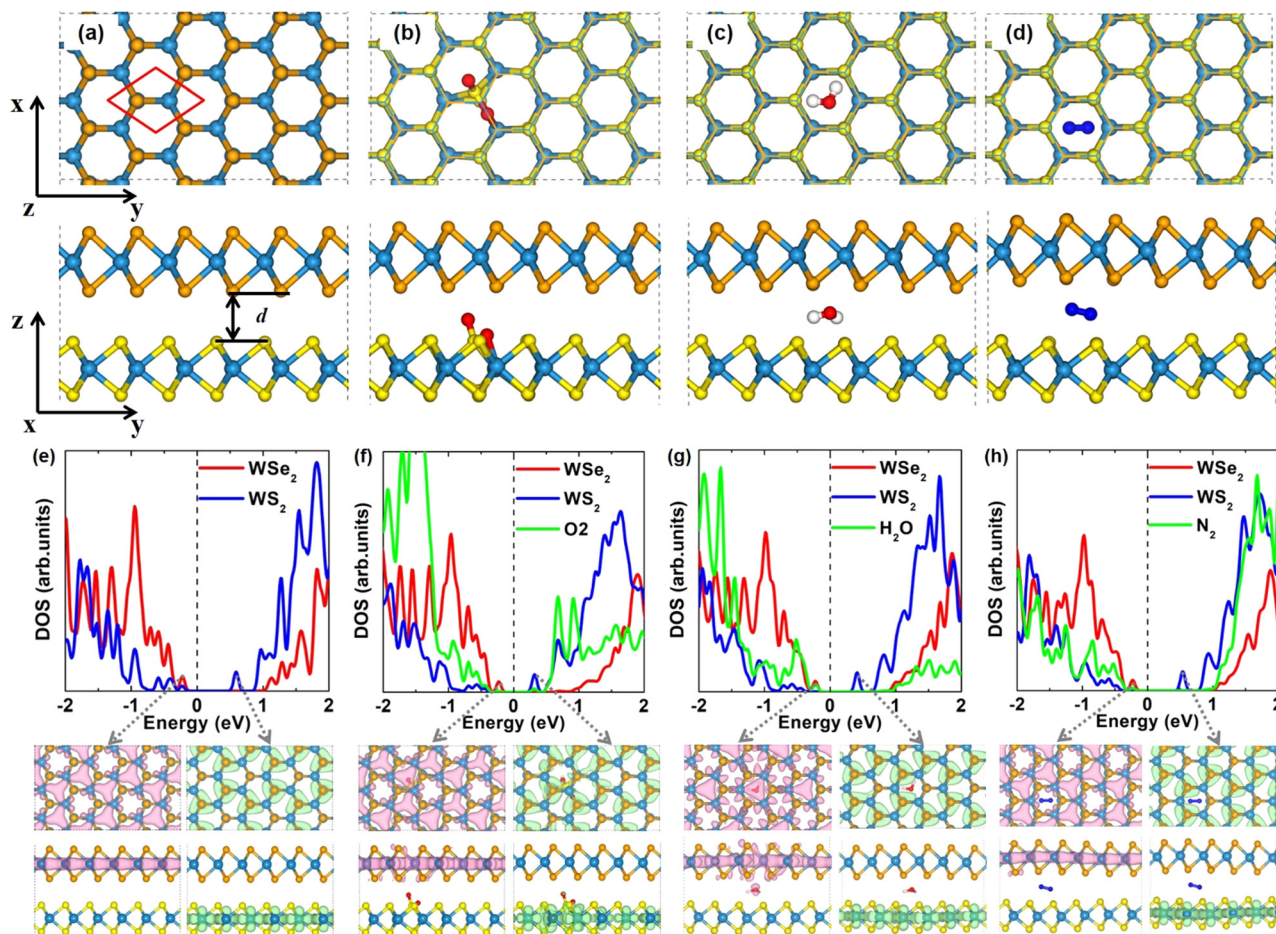 (a)
(b)
(c)
(d)
x
z
y
d
z
x
y
(e)
WSe2
WS2
DOS (arb.units)
-2 -1 0 1 2
Energy (eV)
(f)
WSe2
WS2
O2
DOS (arb.units)
-2 -1 0 1 2
Energy (eV)
(g)
WSe2
WS2
H2O
DOS (arb.units)
-2 -1 0 1 2
Energy (eV)
(h)
WSe2
WS2
N2
DOS (arb.units)
-2 -1 0 1 2
Energy (eV)